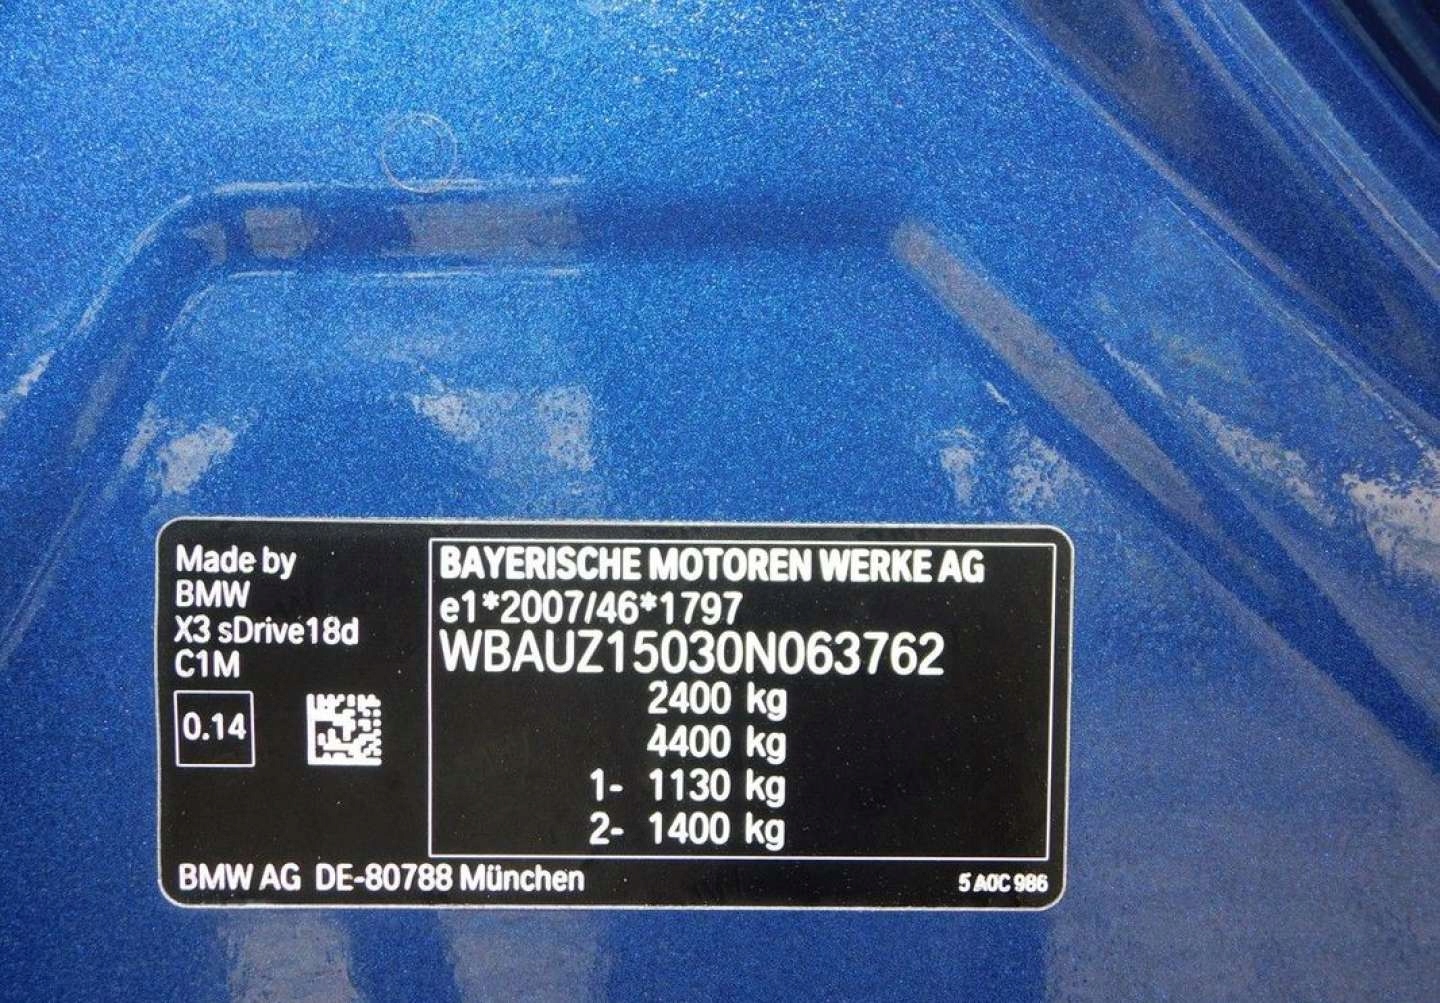 Made by
BMW
X3 sDrive18d
C1M
0.14
BAYERISCHE MOTOREN WERKE AG
e1*2007/46*1797
WBAUZ15030N063762
2400 kg
4400 kg
1- 1130 kg
2- 1400 kg
BMW AG DE-80788 München
5 A0C 986